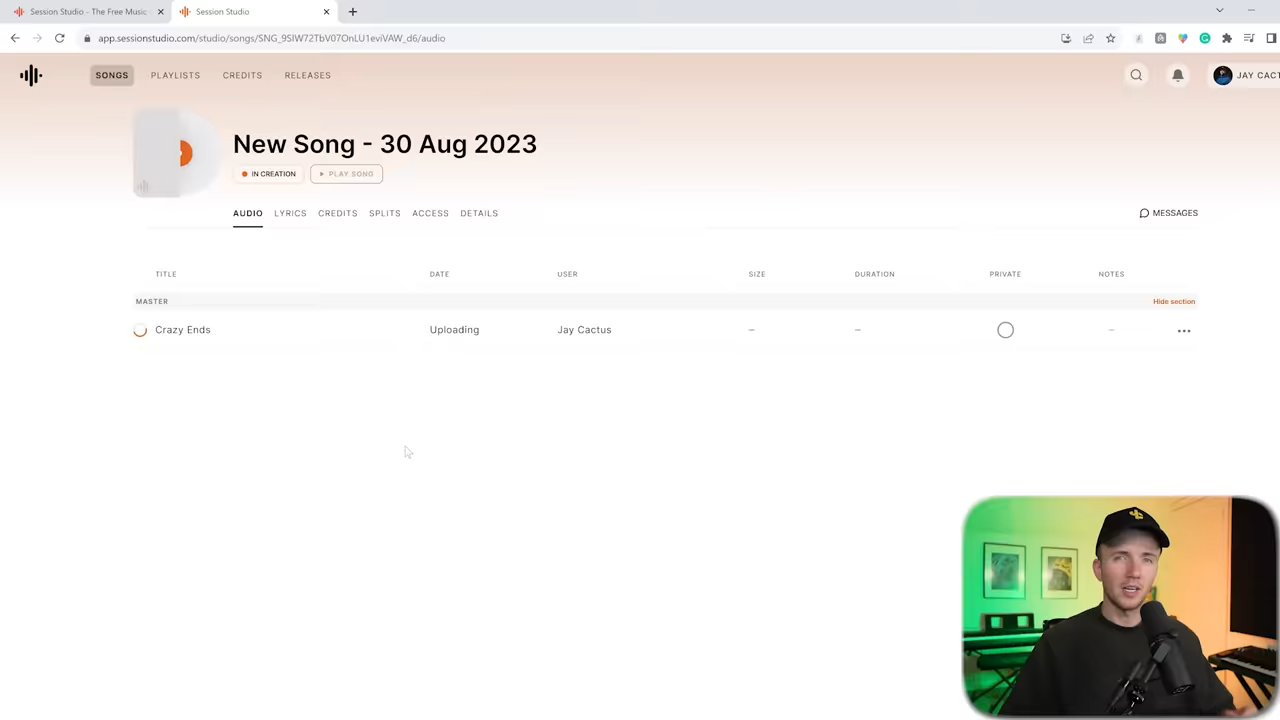 Session Studio - The Free Music
Session Studio
app.sessionstudio.com/studio/songs/SNG_9SIW72TbV07OnLU1eviVAW_d6/audio
SONGS PLAYLISTS CREDITS RELEASES
JAY CACT
New Song - 30 Aug 2023
IN CREATION PLAY SONG
AUDIO LYRICS CREDITS SPLITS ACCESS DETAILS MESSAGES
TITLE DATE USER SIZE DURATION PRIVATE NOTES
MASTER Hide section
Crazy Ends Uploading Jay Cactus – – –